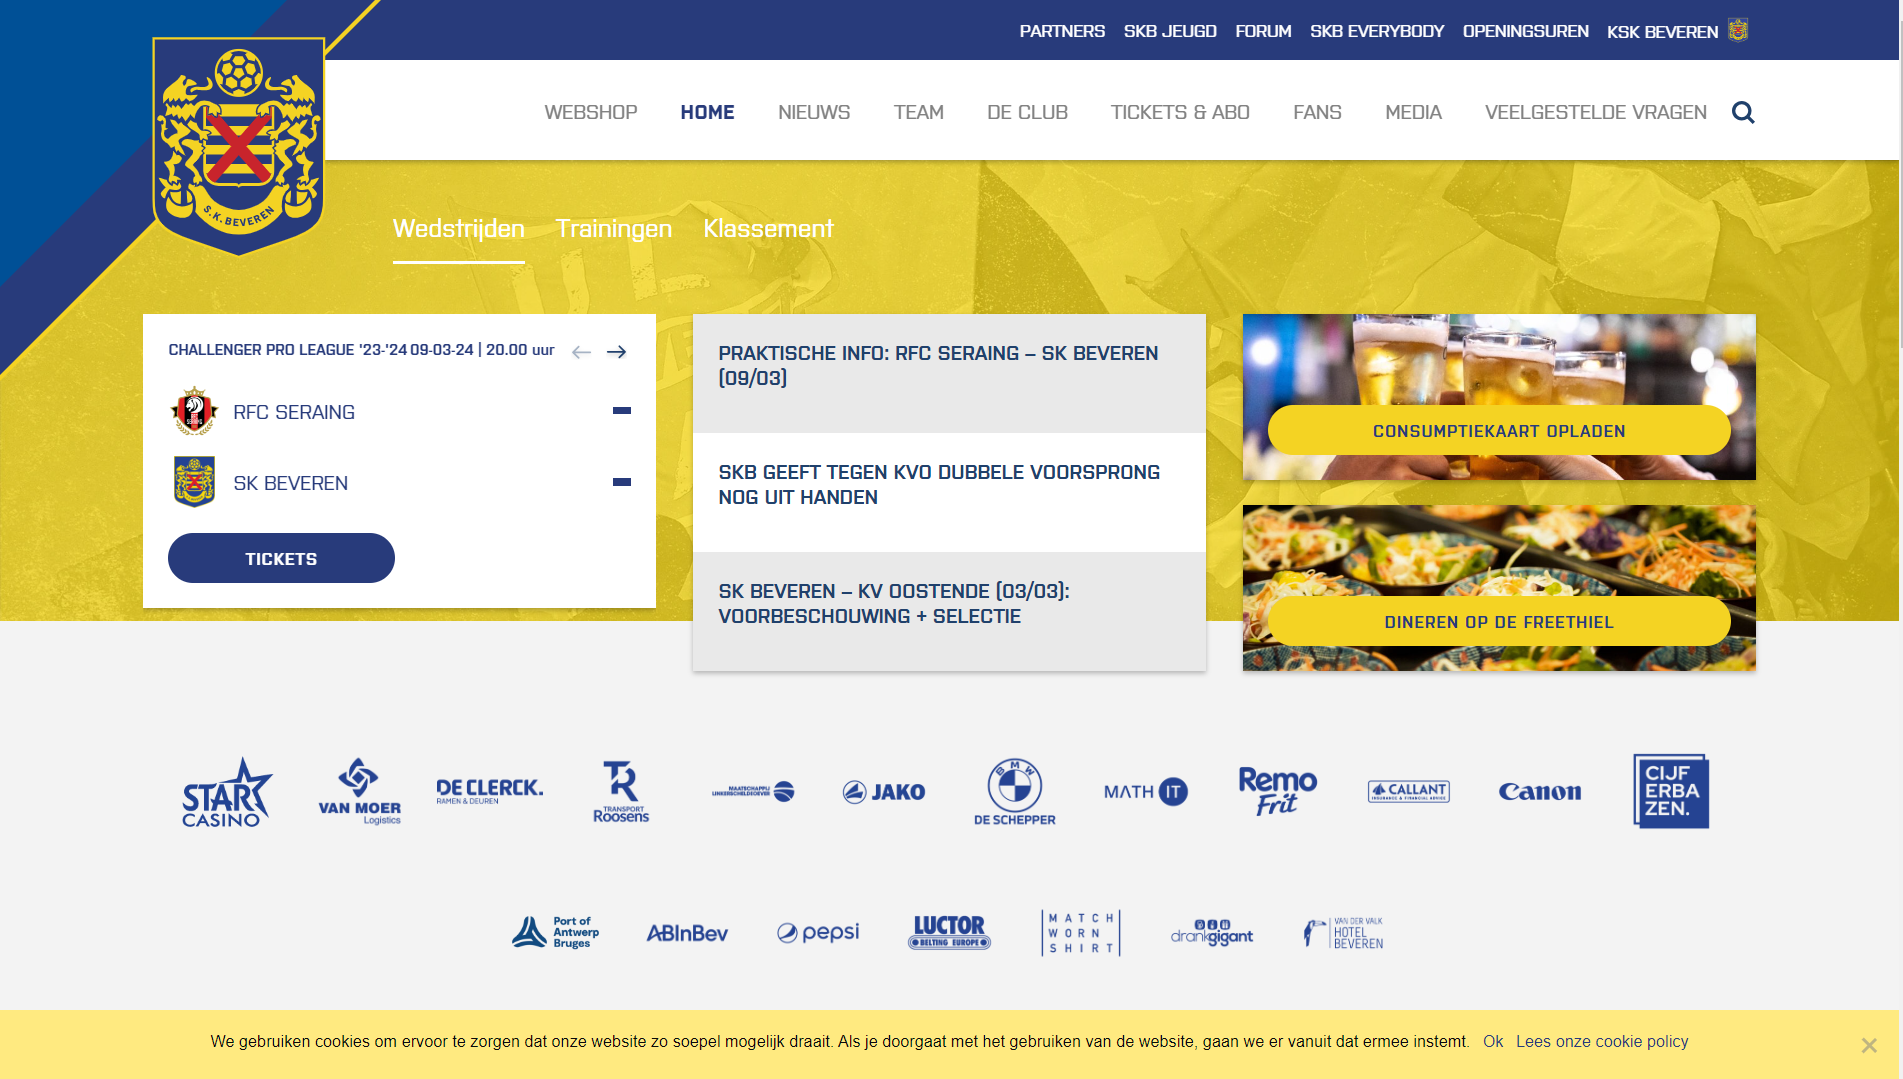 PARTNERS SKB JEUGD FORUM SKB EVERYBODY OPENINGSUREN KSK BEVEREN
S.K. BEVEREN
WEBSHOP HOME NIEUWS TEAM DE CLUB TICKETS & ABO FANS MEDIA VEELGESTELDE VRAGEN
Wedstrijden Trainingen Klassement
CHALLENGER PRO LEAGUE '23-'24 09-03-24 | 20.00 uur
RFC SERAING
-
SK BEVEREN
-
TICKETS
PRAKTISCHE INFO: RFC SERAING – SK BEVEREN
(09/03)
SKB GEEFT TEGEN KVO DUBBELE VOORSPRONG
NOG UIT HANDEN
SK BEVEREN – KV OOSTENDE (03/03):
VOORBESCHOUWING + SELECTIE
CONSUMPTIEKAART OPLADEN
DINEREN OP DE FREETHIEL
STAR
CASINO
VAN MOER
Logistics
DE CLERCK.
RAMEN & DEUREN
TR
TRANSPORT
Roosens
MAATSCHAPPIJ
LINKERSCHELDEOEVER
JAKO
BMW
DE SCHEPPER
MATH IT
Remo
Frit
CALLANT
INSURANCE & FINANCIAL ADVICE
Canon
CIJF
ERBA
ZEN.
Port of
Antwerp
Bruges
ABInBev
pepsi
LUCTOR
BELTING EUROPE
MATCH
WORN
SHIRT
drankgigant
VAN DER VALK
HOTEL
BEVEREN
We gebruiken cookies om ervoor te zorgen dat onze website zo soepel mogelijk draait. Als je doorgaat met het gebruiken van de website, gaan we er vanuit dat ermee instemt. Ok Lees onze cookie policy